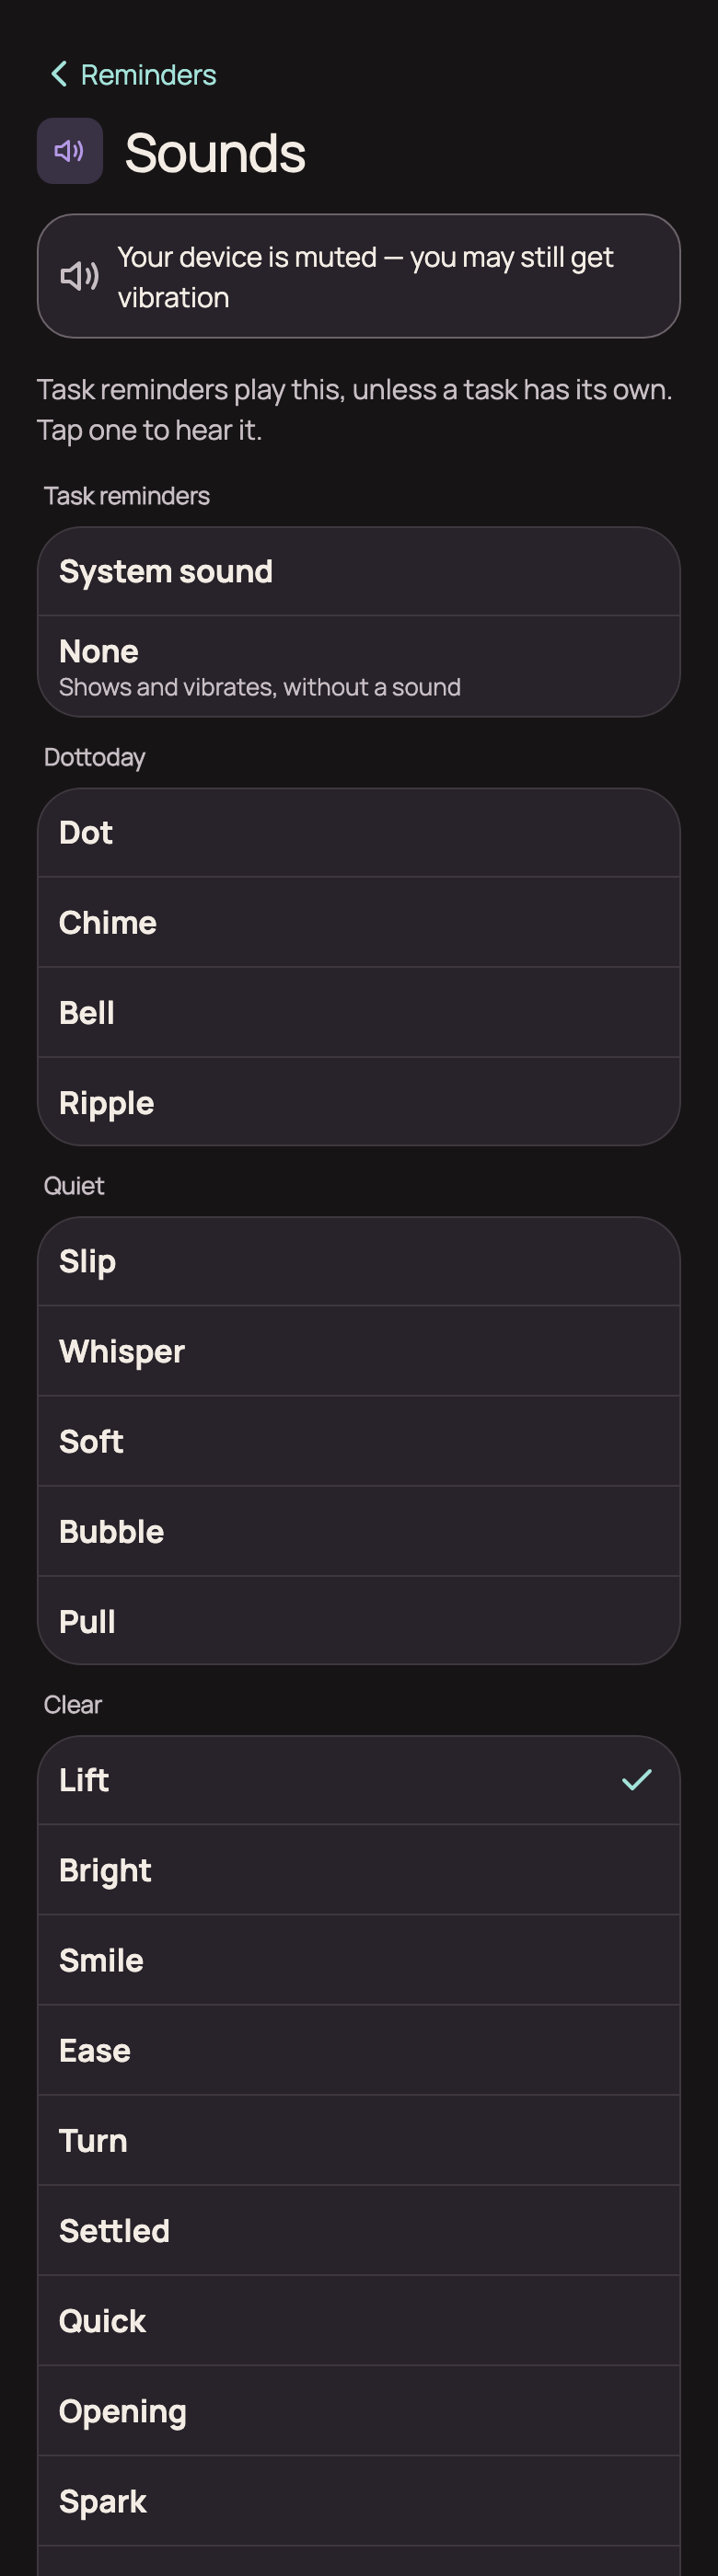 Reminders
Sounds
Your device is muted — you may still get
vibration
Task reminders play this, unless a task has its own.
Tap one to hear it.
Task reminders
System sound
None
Shows and vibrates, without a sound
Dottoday
Dot
Chime
Bell
Ripple
Quiet
Slip
Whisper
Soft
Bubble
Pull
Clear
Lift
Bright
Smile
Ease
Turn
Settled
Quick
Opening
Spark